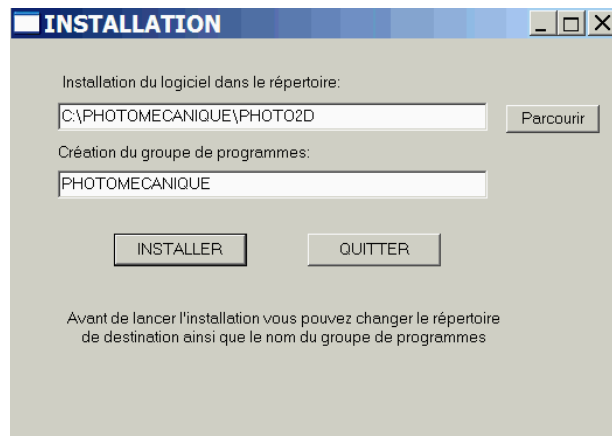 INSTALLATION
Installation du logiciel dans le répertoire:
C:\PHOTOMECANIQUE\PHOTO2D
Parcourir
Création du groupe de programmes:
PHOTOMECANIQUE
INSTALLER
QUITTER
Avant de lancer l'installation vous pouvez changer le répertoire
de destination ainsi que le nom du groupe de programmes